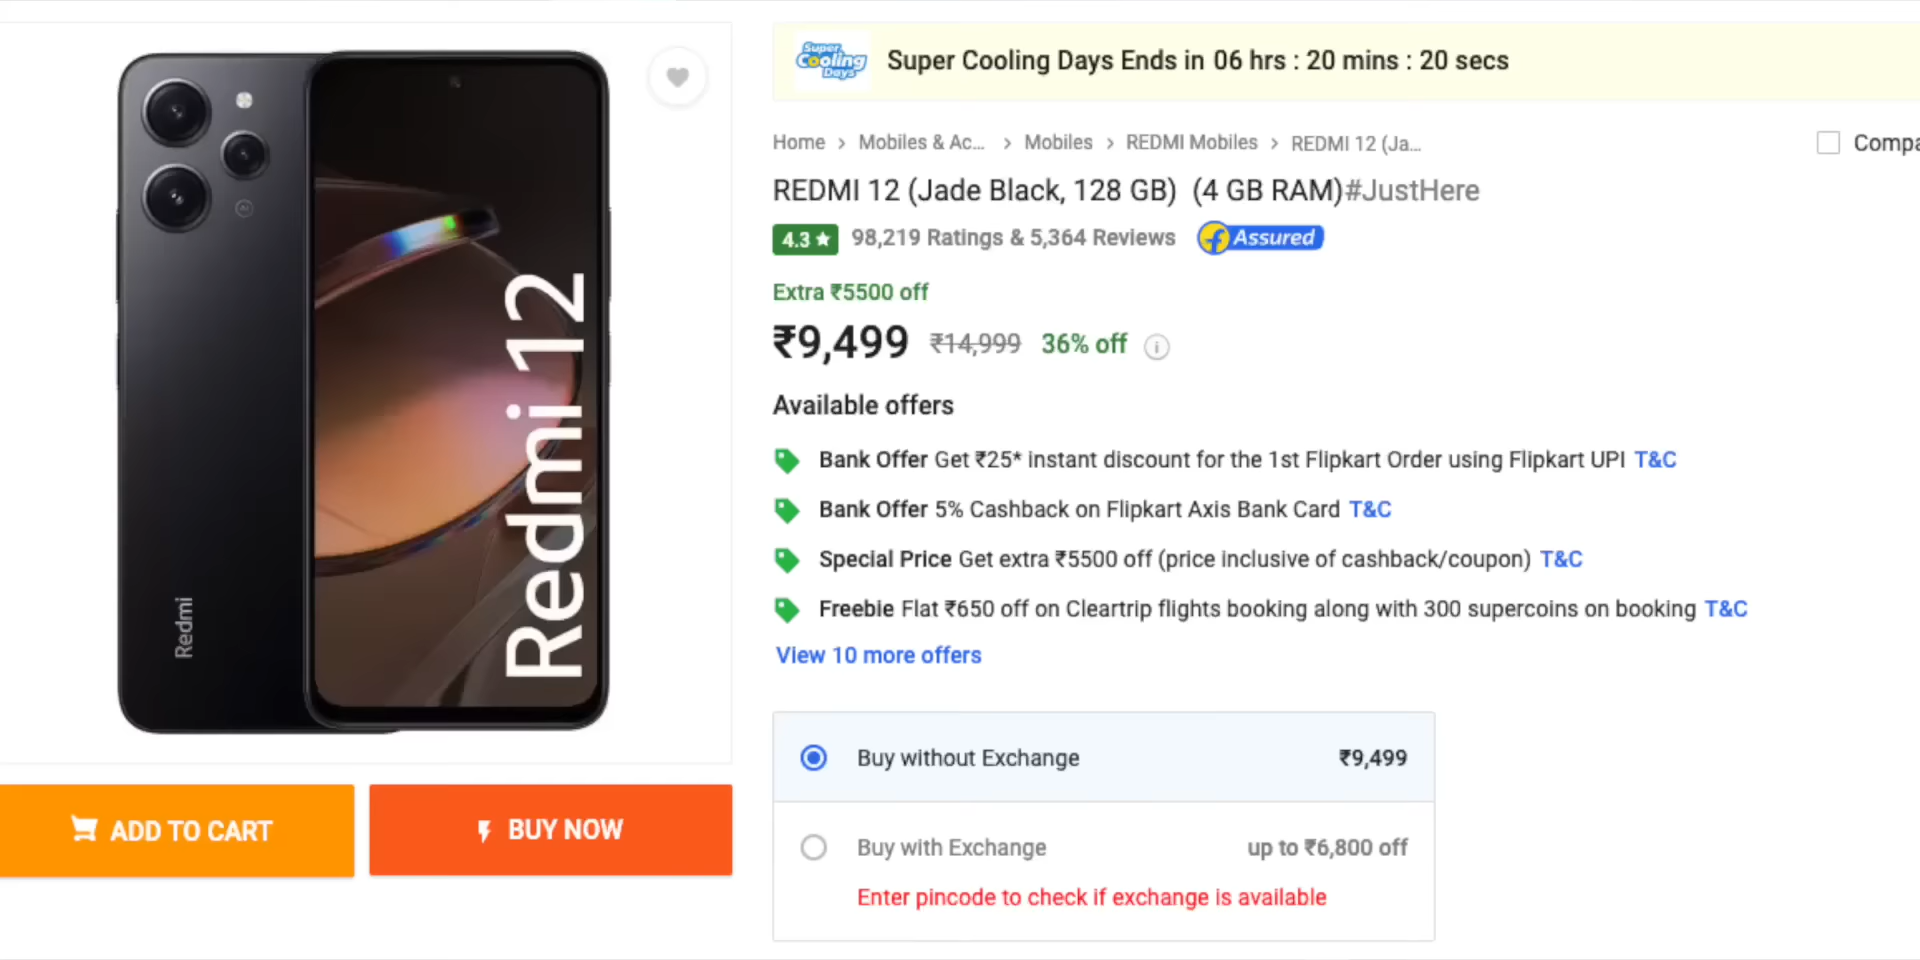 Super Cooling Days
Super Cooling Days Ends in 06 hrs : 20 mins : 20 secs
Home > Mobiles & Ac... > Mobiles > REDMI Mobiles > REDMI 12 (Ja...
Compa
REDMI 12 (Jade Black, 128 GB) (4 GB RAM)#JustHere
4.3★ 98,219 Ratings & 5,364 Reviews f Assured
Extra ₹5500 off
₹9,499 ₹14,999 36% off i
Available offers
Bank Offer Get ₹25* instant discount for the 1st Flipkart Order using Flipkart UPI T&C
Bank Offer 5% Cashback on Flipkart Axis Bank Card T&C
Special Price Get extra ₹5500 off (price inclusive of cashback/coupon) T&C
Freebie Flat ₹650 off on Cleartrip flights booking along with 300 supercoins on booking T&C
View 10 more offers
Buy without Exchange ₹9,499
Buy with Exchange up to ₹6,800 off
Enter pincode to check if exchange is available
Redmi
Redmi 12
ADD TO CART
BUY NOW